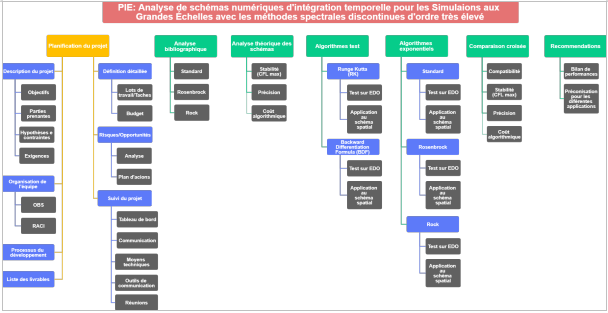 PIE: Analyse de schémas numériques d'intégration temporelle pour les Simulaions aux
Grandes Échelles avec les méthodes spectrales discontinues d'ordre très élevé
Planification du projet
Description du projet
Objectifs
Parties
prenantes
Hypothèses e
contraintes
Exigences
Organisation de
l'équipe
OBS
RACI
Processus de
développement
Liste des livrables
Définition détaillée
Lots de
travail/Taches
Budget
Risques/Opportunités
Analyse
Plan d'acions
Suivi du projet
Tableau de bord
Communication
Moyens
techniques
Outils de
communication
Réunions
Analyse
bibliographique
Standard
Rosenbrock
Rock
Analyse théorique des
schémas
Stabilité
(CFL max)
Précision
Coût
algorithmique
Algorithmes test
Range Kutta
(RK)
Test sur EDO
Application
au
schéma
spatial
Backward
Differentiation
Formula (BDF)
Test sur EDO
Application
au
schéma
spatial
Algorithmes
exponentiels
Standard
Test sur EDO
Application
au
schéma
spatial
Rosenbrock
Test sur EDO
Application
au
schéma
spatial
Rock
Test sur EDO
Application
au
schéma
spatial
Comparaison croisée
Compatibilité
Stabilité
(CFL max)
Précision
Coût
algorithmique
Recommendations
Bilan de
performances
Préconisation
pour les
différentes
applications